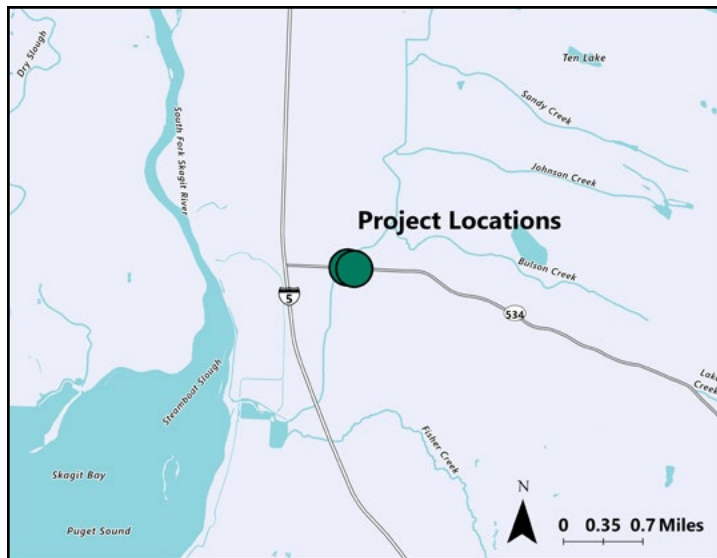 Dry Slough
South Fork Skagit River
Ten Lake
Sandy Creek
Johnson Creek
Project Locations
Bulson Creek
5
534
Steamboat Slough
Lake
Creek
Fisher Creek
Skagit Bay
Puget Sound
N
0 0.35 0.7 Miles